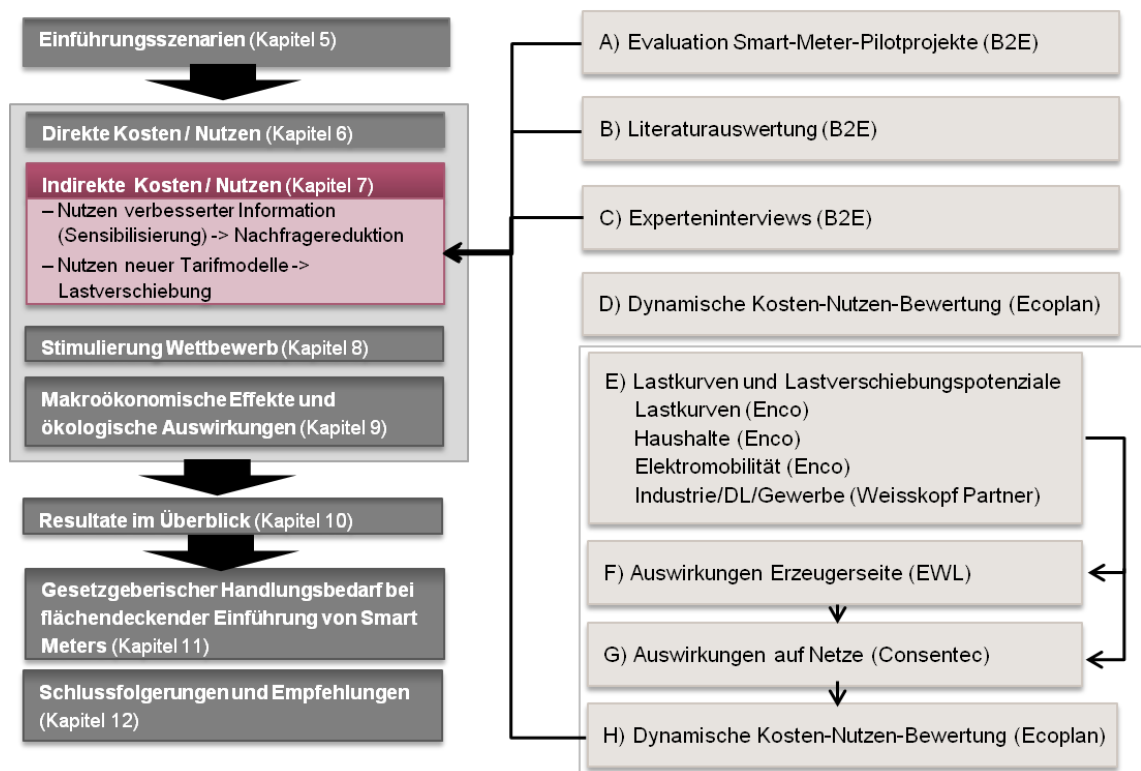 Einführungsszenarien (Kapitel 5)
Direkte Kosten / Nutzen (Kapitel 6)
Indirekte Kosten / Nutzen (Kapitel 7)
– Nutzen verbesserter Information
(Sensibilisierung) -> Nachfragereduktion
– Nutzen neuer Tarifmodelle ->
Lastverschiebung
Stimulierung Wettbewerb (Kapitel 8)
Makroökonomische Effekte und
ökologische Auswirkungen (Kapitel 9)
Resultate im Überblick (Kapitel 10)
Gesetzgeberischer Handlungsbedarf bei
flächendeckender Einführung von Smart
Meters (Kapitel 11)
Schlussfolgerungen und Empfehlungen
(Kapitel 12)
A) Evaluation Smart-Meter-Pilotprojekte (B2E)
B) Literaturauswertung (B2E)
C) Experteninterviews (B2E)
D) Dynamische Kosten-Nutzen-Bewertung (Ecoplan)
E) Lastkurven und Lastverschiebungspotenziale
Lastkurven (Enco)
Haushalte (Enco)
Elektromobilität (Enco)
Industrie/DL/Gewerbe (Weisskopf Partner)
F) Auswirkungen Erzeugerseite (EWL)
G) Auswirkungen auf Netze (Consentec)
H) Dynamische Kosten-Nutzen-Bewertung (Ecoplan)